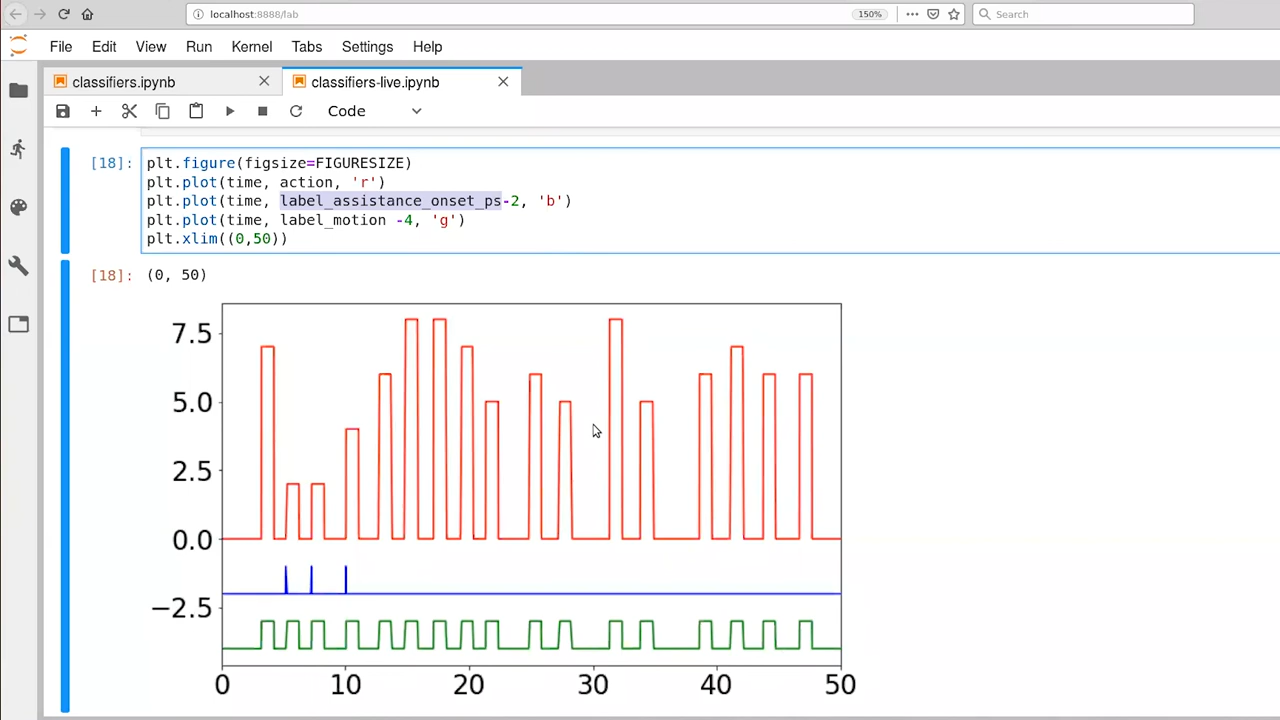 localhost:8888/lab
150%
Search
File Edit View Run Kernel Tabs Settings Help
classifiers.ipynb
classifiers-live.ipynb
Code
[18]:
plt.figure(figsize=FIGURESIZE)
plt.plot(time, action, 'r')
plt.plot(time, label_assistance_onset_ps-2, 'b')
plt.plot(time, label_motion -4, 'g')
plt.xlim((0,50))
[18]: (0, 50)
7.5
5.0
2.5
0.0
−2.5
0 10 20 30 40 50